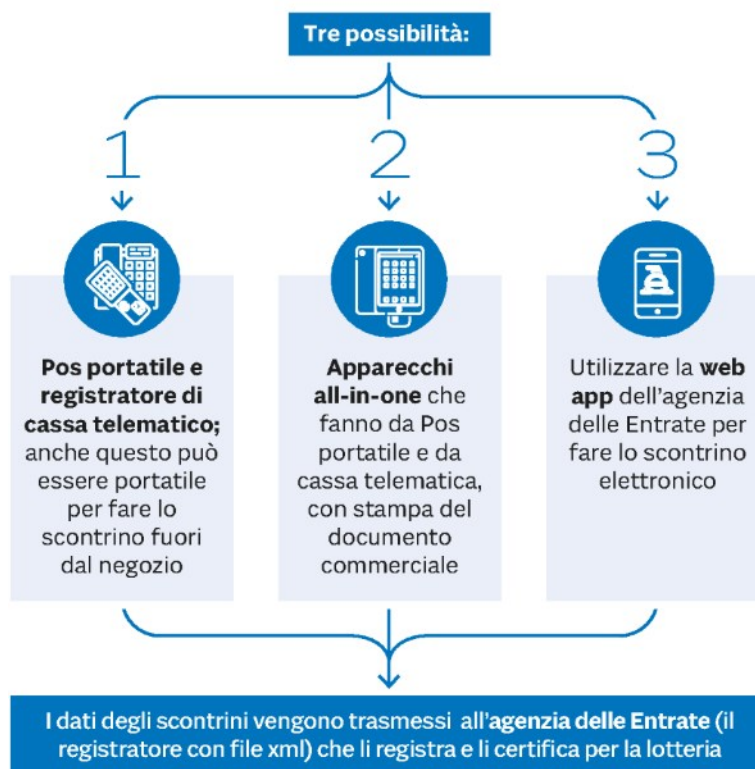 Tre possibilità:
1
2
3
Pos portatile e
registratore di
cassa telematico;
anche questo può
essere portatile
per fare lo
scontrino fuori
dal negozio
Apparecchi
all-in-one che
fanno da Pos
portatile e da
cassa telematica,
con stampa del
documento
commerciale
Utilizzare la web
app dell'agenzia
delle Entrate per
fare lo scontrino
elettronico
I dati degli scontrini vengono trasmessi all'agenzia delle Entrate (il
registratore con file xml) che li registra e li certifica per la lotteria